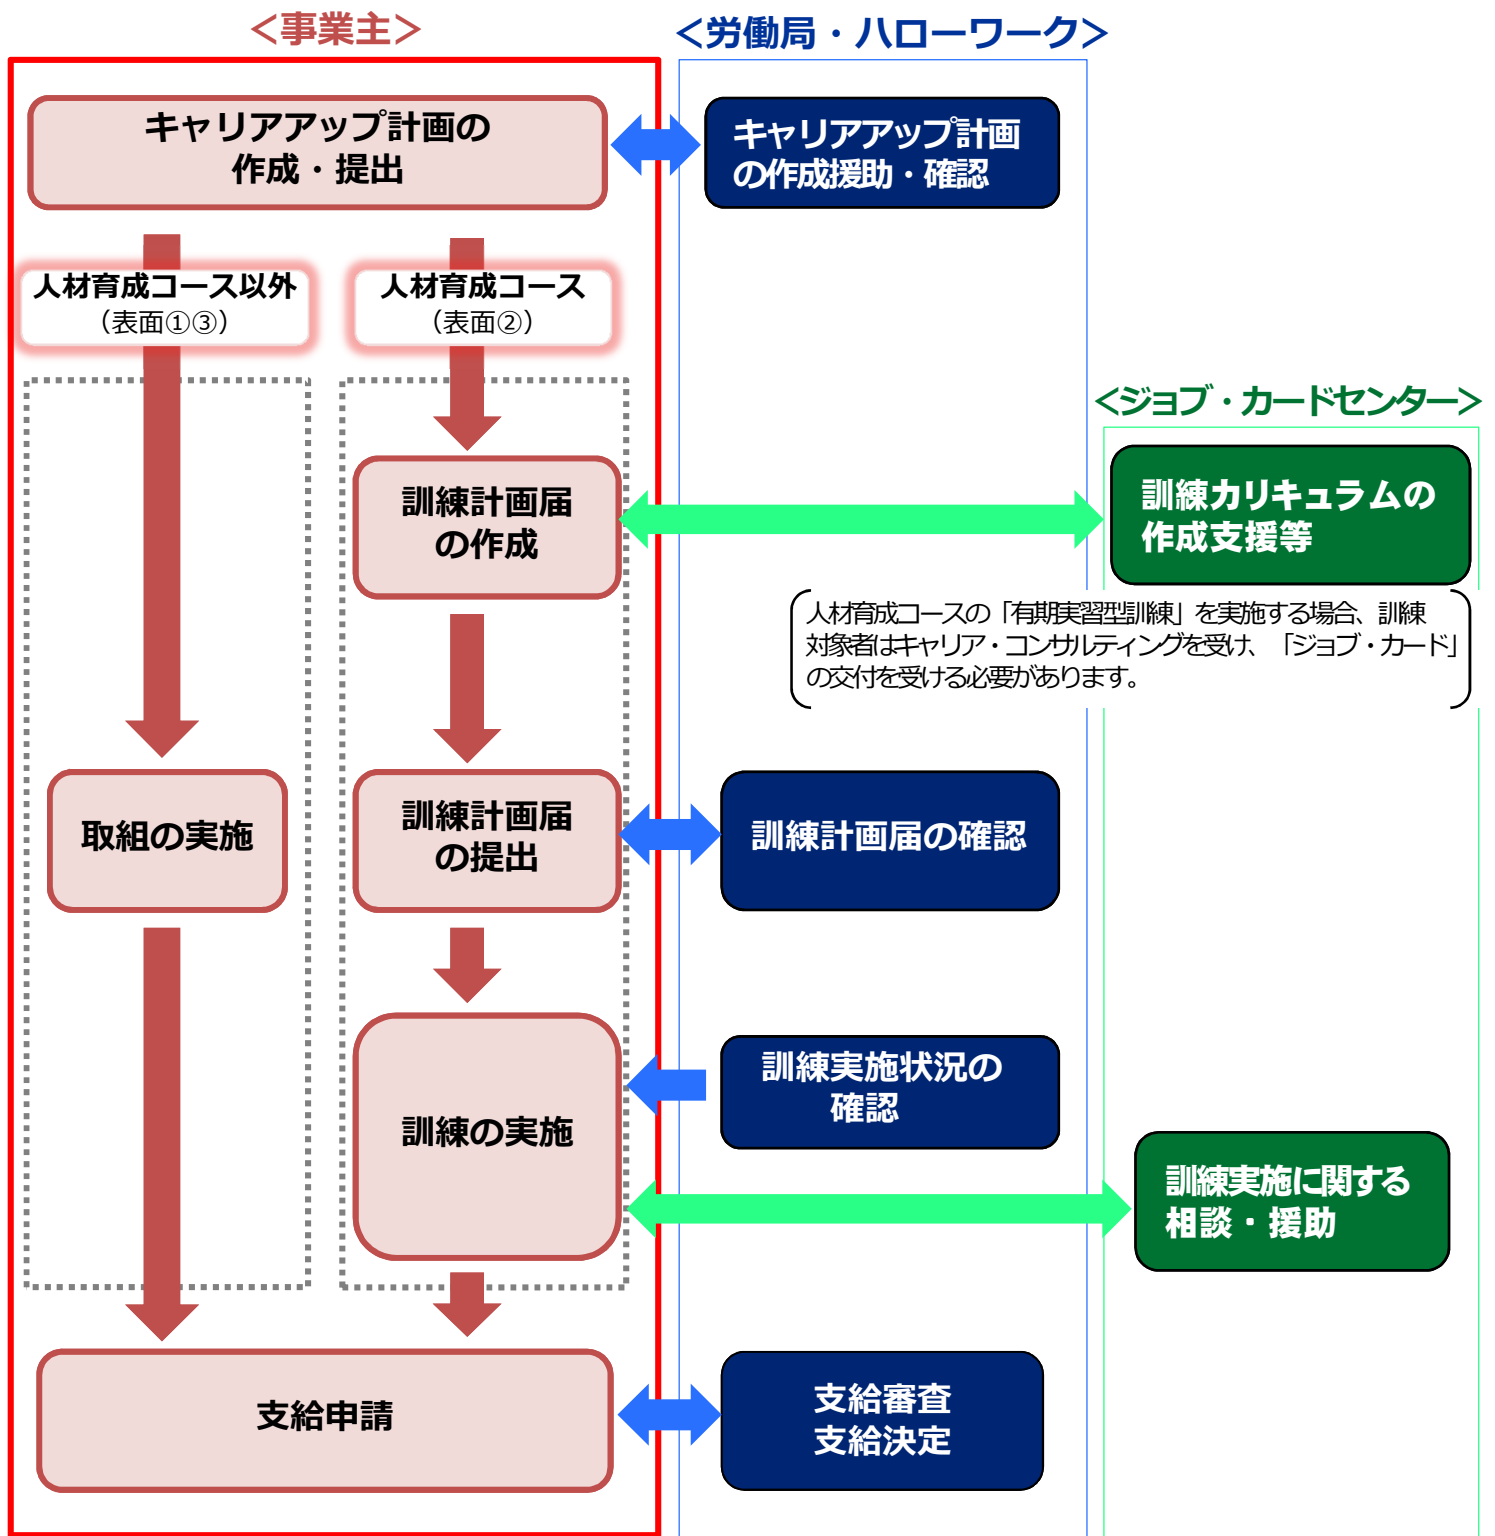 ＜事業主＞
＜労働局・ハローワーク＞
キャリアアップ計画の
作成・提出
キャリアアップ計画
の作成援助・確認
人材育成コース以外
（表面①③）
人材育成コース
（表面②）
＜ジョブ・カードセンター＞
訓練計画届
の作成
訓練カリキュラムの
作成支援等
人材育成コースの「有期実習型訓練」を実施する場合、訓練
対象者はキャリア・コンサルティングを受け、「ジョブ・カード」
の交付を受ける必要があります。
取組の実施
訓練計画届
の提出
訓練計画届の確認
訓練の実施
訓練実施状況の
確認
訓練実施に関する
相談・援助
支給申請
支給審査
支給決定